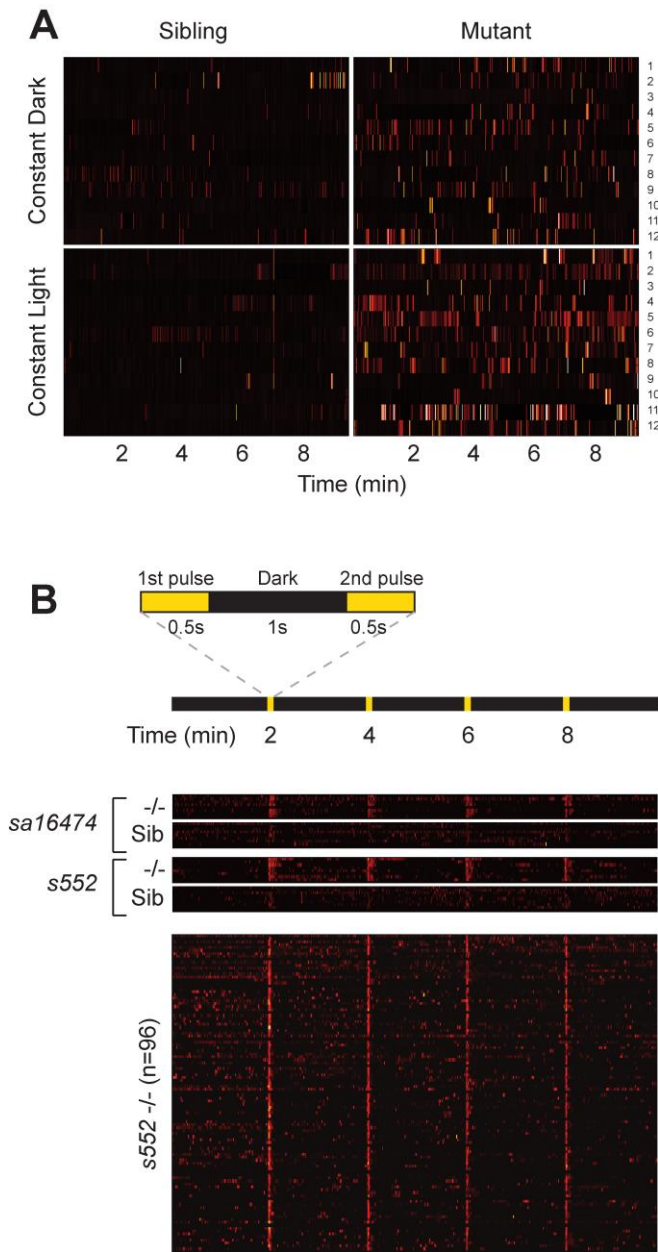 A
Sibling Mutant
Constant Dark
1
2
3
4
5
6
7
8
9
10
11
12
Constant Light
1
2
3
4
5
6
7
8
9
10
11
12
2 4 6 8 2 4 6 8
Time (min)
B
1st pulse Dark 2nd pulse
0.5s 1s 0.5s
Time (min) 2 4 6 8
sa16474
-/-
Sib
s552
-/-
Sib
s552 -/- (n=96)